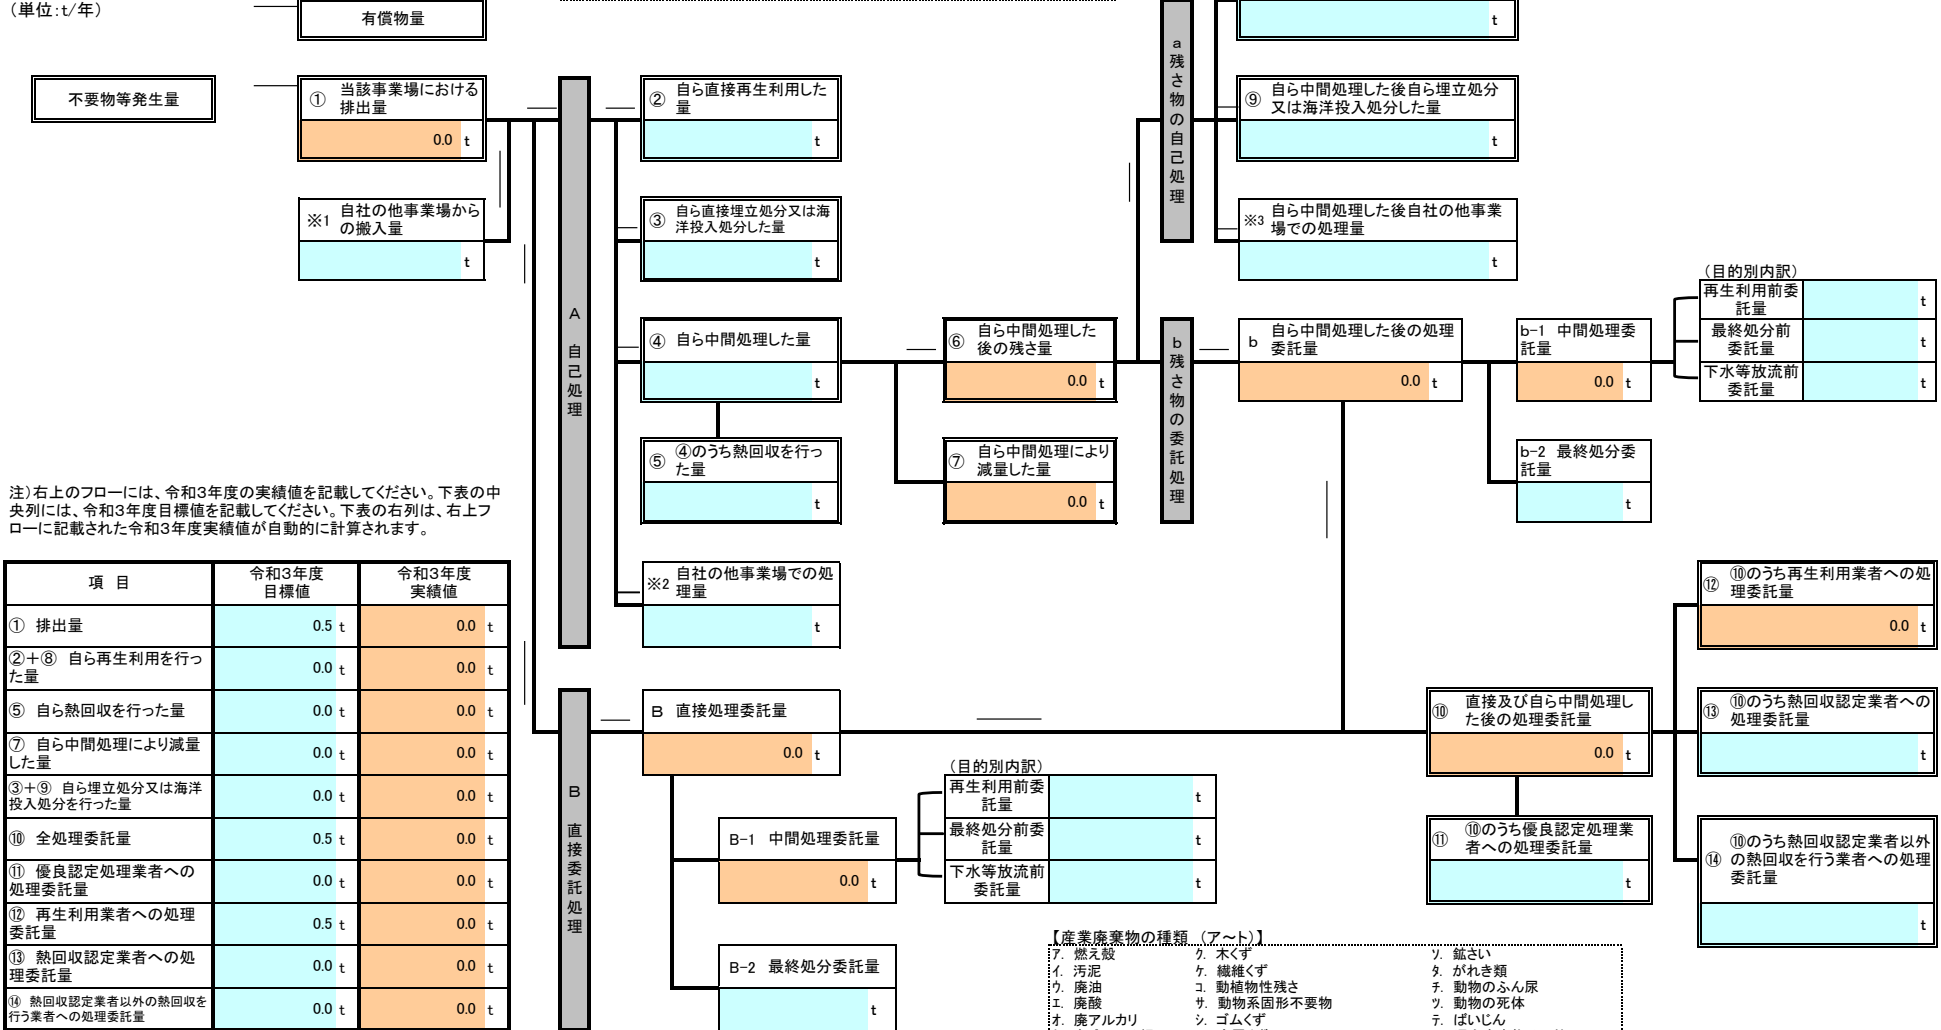 （単位：t/年）
有償物量
t
不要物等発生量
① 当該事業場における
排出量
0.0 t
※1 自社の他事業場から
の搬入量
t
A 自己処理
② 自ら直接再生利用した
量
t
③ 自ら直接埋立処分又は海
洋投入処分した量
t
④ 自ら中間処理した量
t
⑤ ④のうち熱回収を行っ
た量
t
※2 自社の他事業場での処
理量
t
⑥ 自ら中間処理した
後の残さ量
0.0 t
⑦ 自ら中間処理により
減量した量
0.0 t
a 残さ物の自己処理
⑨ 自ら中間処理した後自ら埋立処分
又は海洋投入処分した量
t
※3 自ら中間処理した後自社の他事業
場での処理量
t
b 残さ物の委託処理
b 自ら中間処理した後の処理
委託量
0.0 t
b-1 中間処理委
託量
0.0 t
b-2 最終処分委
託量
t
（目的別内訳）
再生利用前委
託量
t
最終処分前
委託量
t
下水等放流前
委託量
t
注）右上のフローには、令和3年度の実績値を記載してください。下表の中
央列には、令和3年度目標値を記載してください。下表の右列は、右上フ
ローに記載された令和3年度実績値が自動的に計算されます。
項 目
令和3年度
目標値
令和3年度
実績値
① 排出量 0.5 t 0.0 t
②＋⑧ 自ら再生利用を行っ
た量 0.0 t 0.0 t
⑤ 自ら熱回収を行った量 0.0 t 0.0 t
⑦ 自ら中間処理により減量
した量 0.0 t 0.0 t
③＋⑨ 自ら埋立処分又は海洋
投入処分を行った量 0.0 t 0.0 t
⑩ 全処理委託量 0.5 t 0.0 t
⑪ 優良認定処理業者への
処理委託量 0.0 t 0.0 t
⑫ 再生利用業者への処理
委託量 0.5 t 0.0 t
⑬ 熱回収認定業者への処
理委託量 0.0 t 0.0 t
⑭ 熱回収認定業者以外の熱回収を
行う業者への処理委託量 0.0 t 0.0 t
B 直接委託処理
B 直接処理委託量
0.0 t
B-1 中間処理委託量
0.0 t
B-2 最終処分委託量
t
（目的別内訳）
再生利用前委
託量
t
最終処分前委
託量
t
下水等放流前
委託量
t
⑩ 直接及び自ら中間処理し
た後の処理委託量
0.0 t
⑪ ⑩のうち優良認定処理業
者への処理委託量
t
⑫ ⑩のうち再生利用業者への処
理委託量
0.0 t
⑬ ⑩のうち熱回収認定業者への
処理委託量
t
⑭ ⑩のうち熱回収認定業者以外
の熱回収を行う業者への処理
委託量
t
【産業廃棄物の種類 （ア～ト）】
ア. 燃え殻 ク. 木くず ソ. 鉱さい
イ. 汚泥 ケ. 繊維くず タ. がれき類
ウ. 廃油 コ. 動植物性残さ チ. 動物のふん尿
エ. 廃酸 サ. 動物系固形不要物 ツ. 動物の死体
オ. 廃アルカリ シ. ゴムくず テ. ばいじん